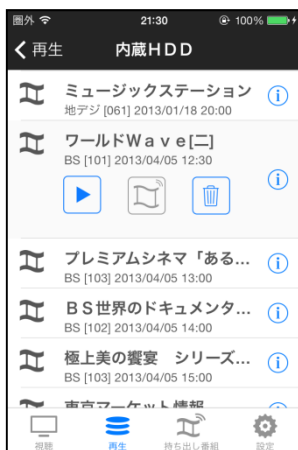 圏外 21:30 100%
再生 内蔵HDD
ミュージックステーション
地デジ [061] 2013/01/18 20:00
ワールドＷａｖｅ[二]
BS [101] 2013/04/05 12:30
プレミアムシネマ「ある...
BS [103] 2013/04/05 13:00
ＢＳ世界のドキュメンタ...
BS [102] 2013/04/05 14:00
極上美の饗宴　シリーズ...
BS [103] 2013/04/05 15:00
東京マーケット情報
視聴 再生 持ち出し番組 設定